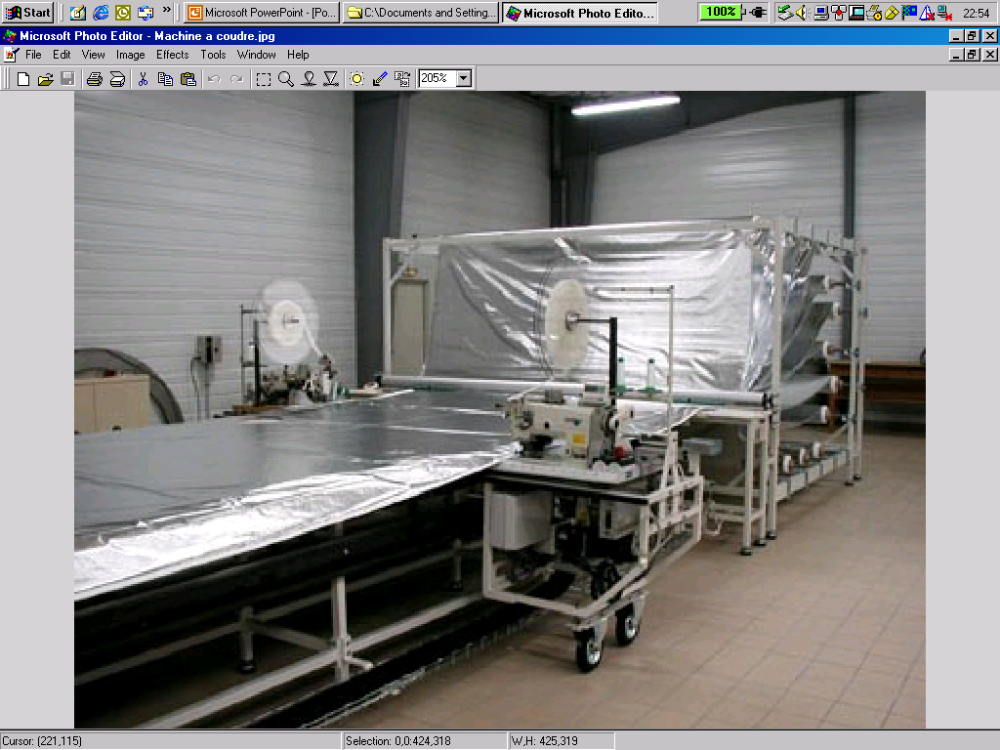 Start
»
Microsoft PowerPoint - [Po...
C:\Documents and Setting...
Microsoft Photo Edito...
100%
22:54
Microsoft Photo Editor - Machine a coudre.jpg
File Edit View Image Effects Tools Window Help
205%
Cursor: (221,115)
Selection: 0,0:424,318
W,H: 425,319